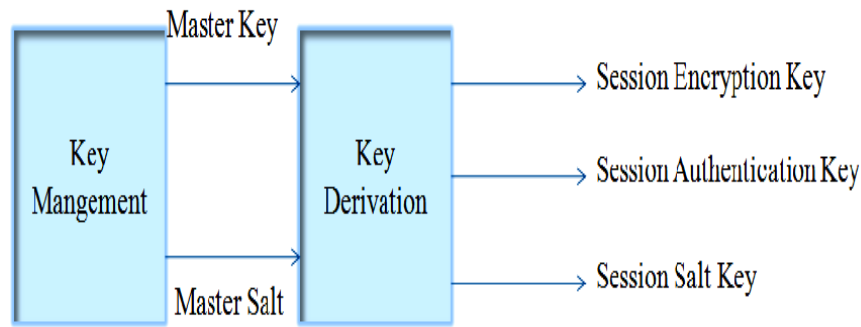 Master Key
Key
Mangement
Master Salt
Key
Derivation
Session Encryption Key
Session Authentication Key
Session Salt Key